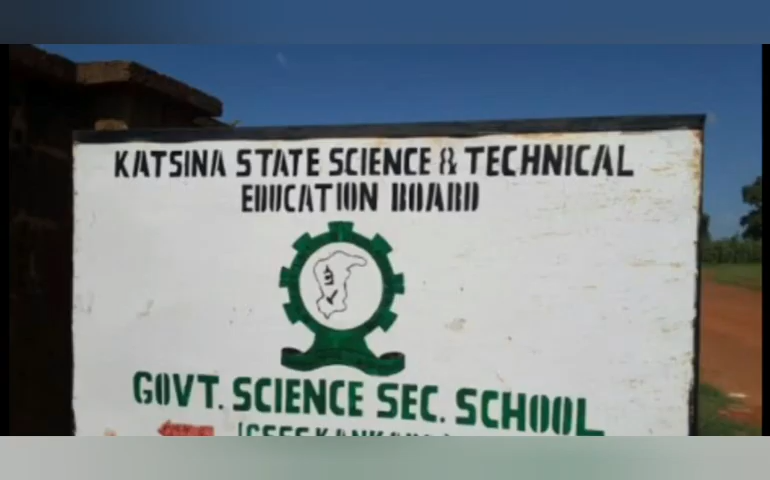 KATSINA STATE SCIENCE & TECHNICAL
EDUCATION BOARD
GOVT. SCIENCE SEC. SCHOOL